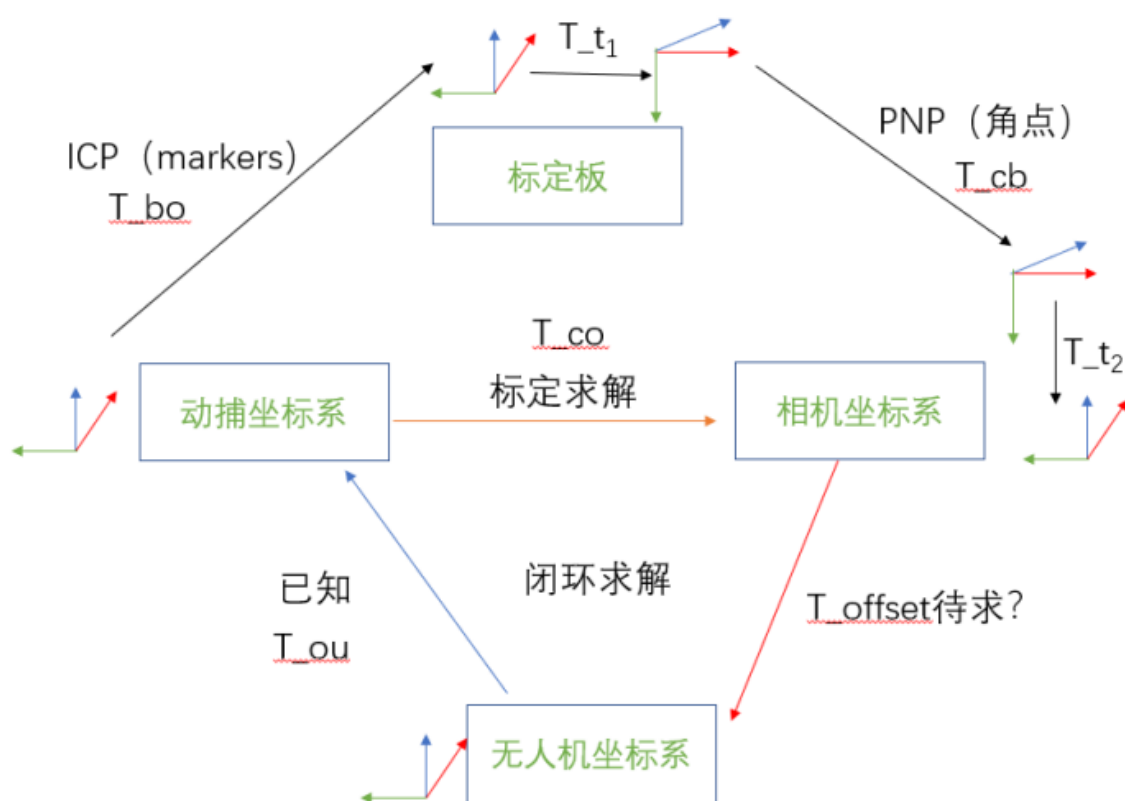 T_t₁
ICP（markers）
T_bo
PNP（角点）
T_cb
标定板
T_co
标定求解
T_t₂
动捕坐标系
相机坐标系
已知
T_ou
闭环求解
T_offset待求？
无人机坐标系